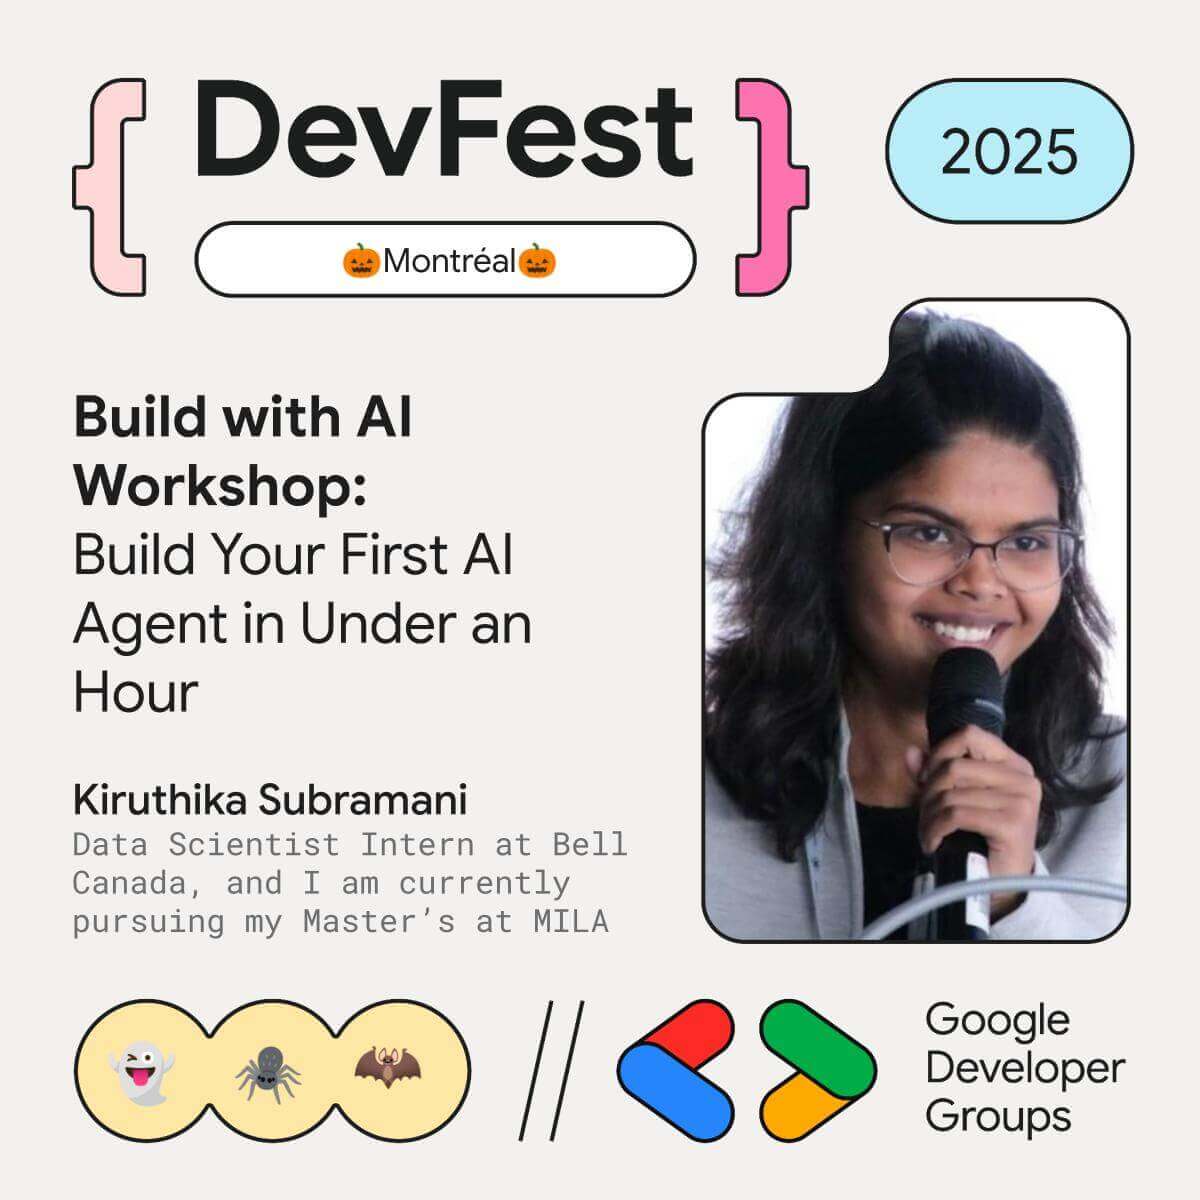 DevFest
2025
🎃Montréal🎃
Build with AI
Workshop:
Build Your First AI
Agent in Under an
Hour
Kiruthika Subramani
Data Scientist Intern at Bell
Canada, and I am currently
pursuing my Master’s at MILA
Google
Developer
Groups